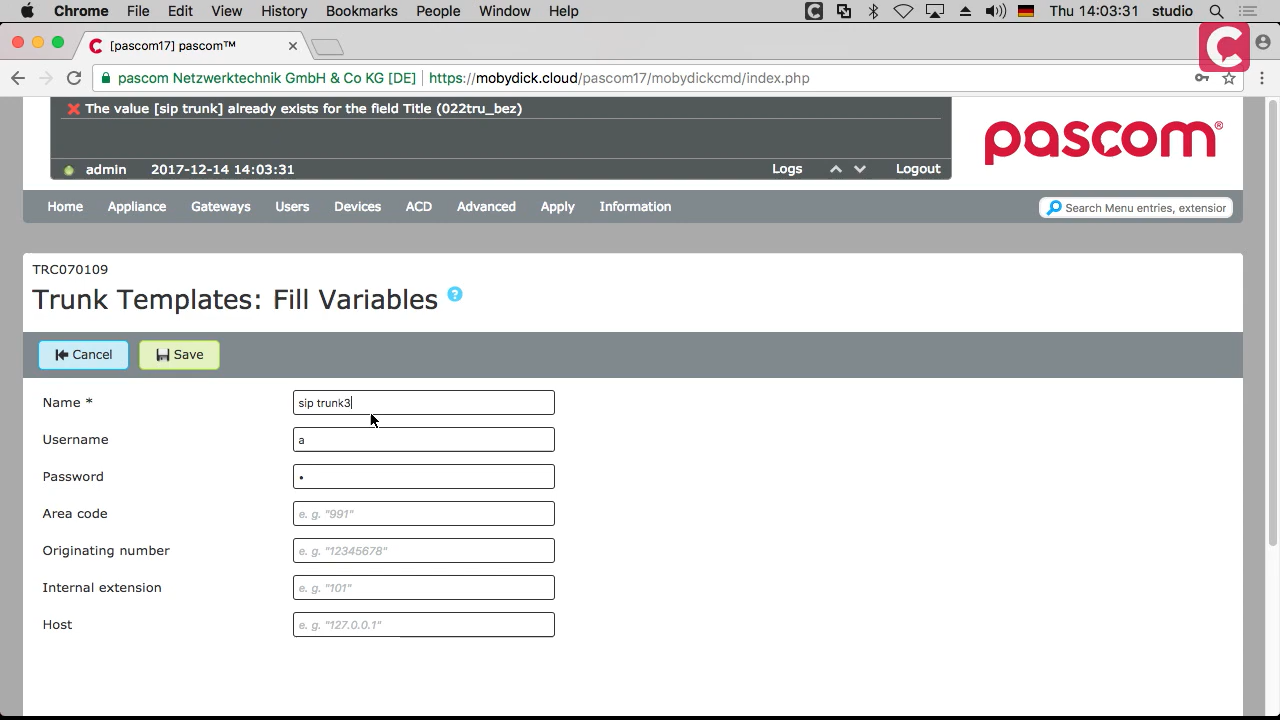 Chrome File Edit View History Bookmarks People Window Help Thu 14:03:31 studio
[pascom17] pascom™
pascom Netzwerktechnik GmbH & Co KG [DE] https://mobydick.cloud/pascom17/mobydickcmd/index.php
The value [sip trunk] already exists for the field Title (022tru_bez)
pascom®
admin 2017-12-14 14:03:31 Logs Logout
Home Appliance Gateways Users Devices ACD Advanced Apply Information Search Menu entries, extension
TRC070109
Trunk Templates: Fill Variables ?
Cancel Save
Name * sip trunk3
Username a
Password •
Area code e. g. "991"
Originating number e. g. "12345678"
Internal extension e. g. "101"
Host e. g. "127.0.0.1"